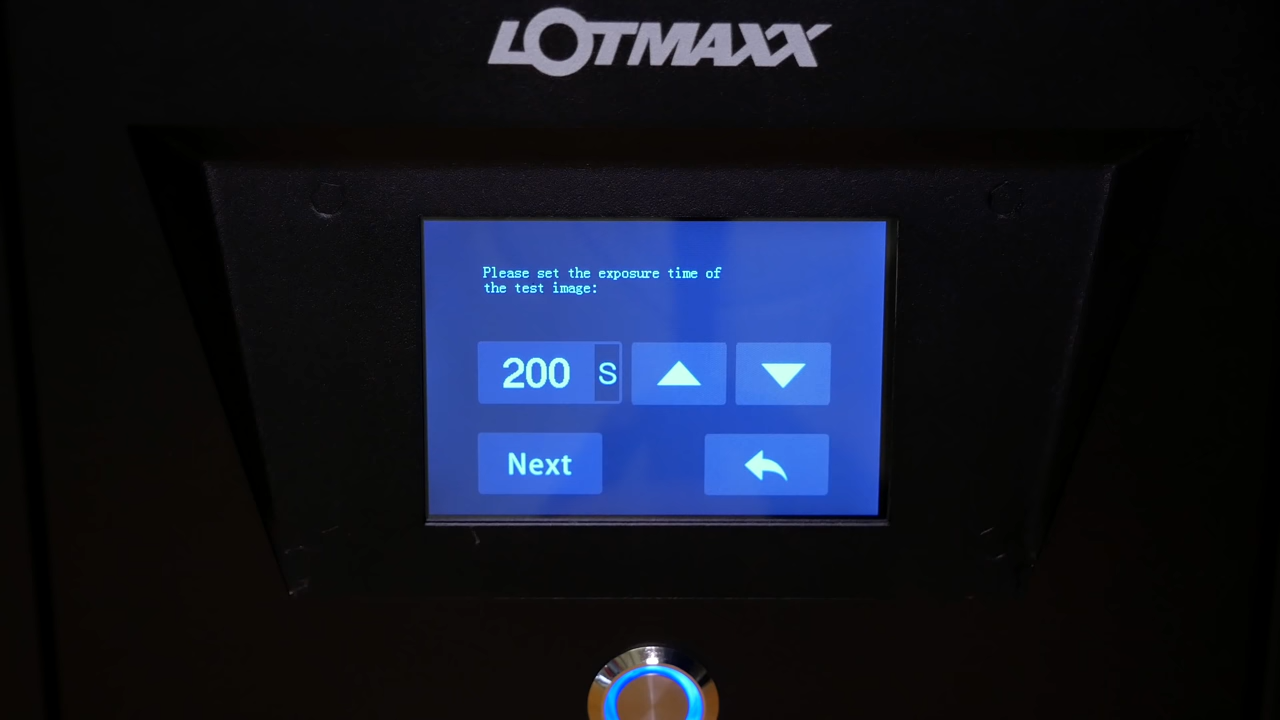 LOTMAXX
Please set the exposure time of
the test image:
200 S
Next